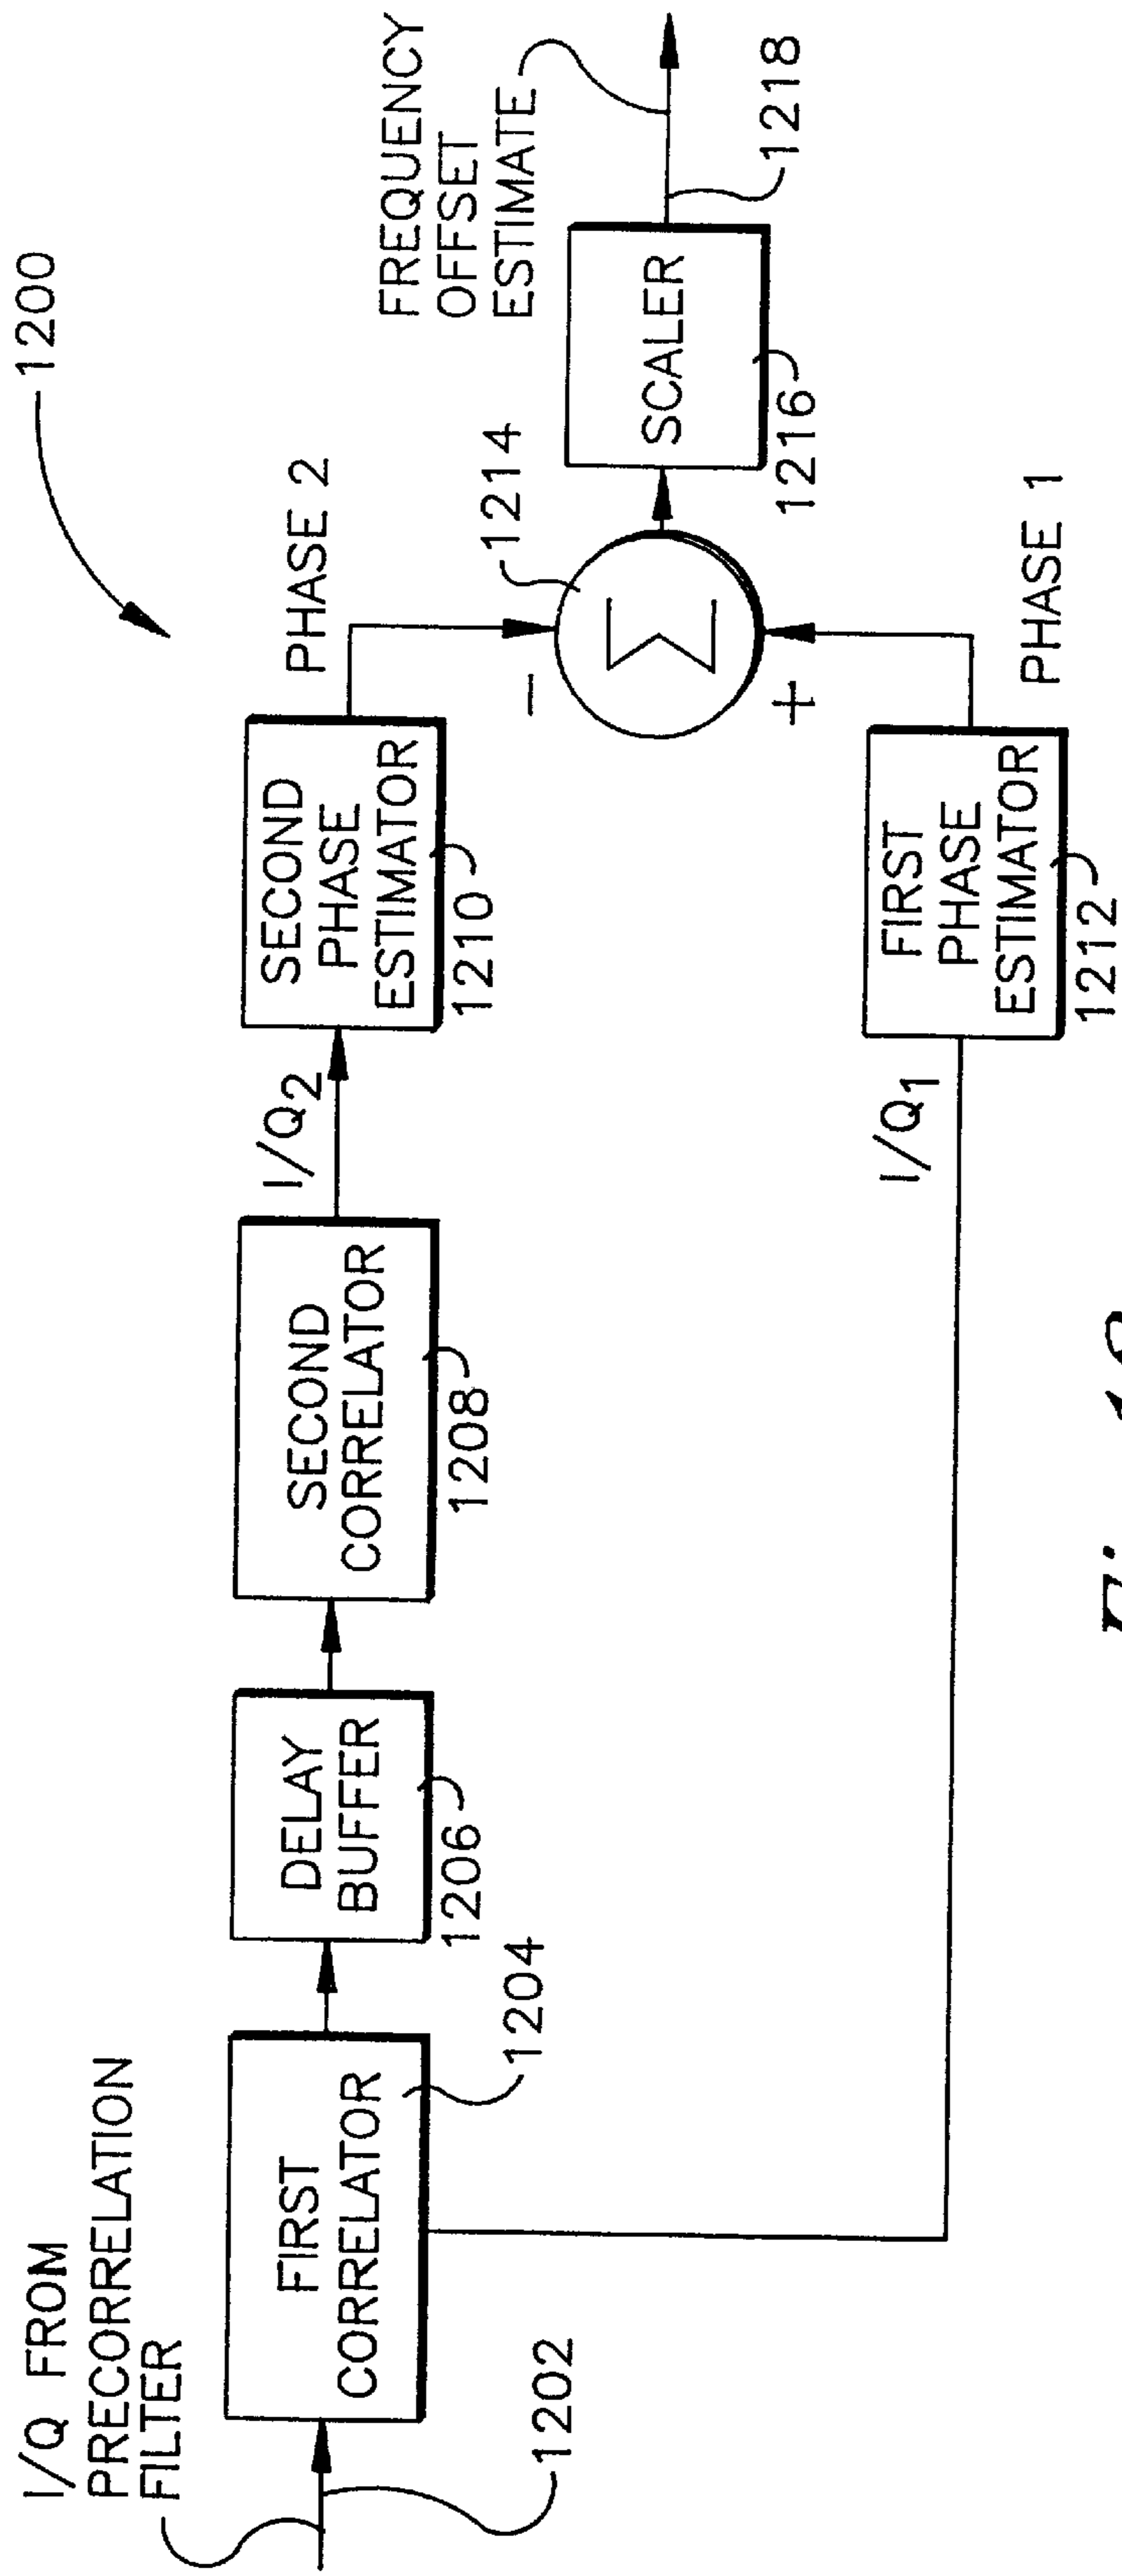 1200
I/Q FROM
PRECORRELATION
FILTER
1202
FIRST
CORRELATOR
1204
DELAY
BUFFER
1206
SECOND
CORRELATOR
1208
I/Q2
SECOND
PHASE
ESTIMATOR
1210
PHASE 2
-
Σ
+
1214
SCALER
1216
FREQUENCY
OFFSET
ESTIMATE
1218
I/Q1
FIRST
PHASE
ESTIMATOR
1212
PHASE 1